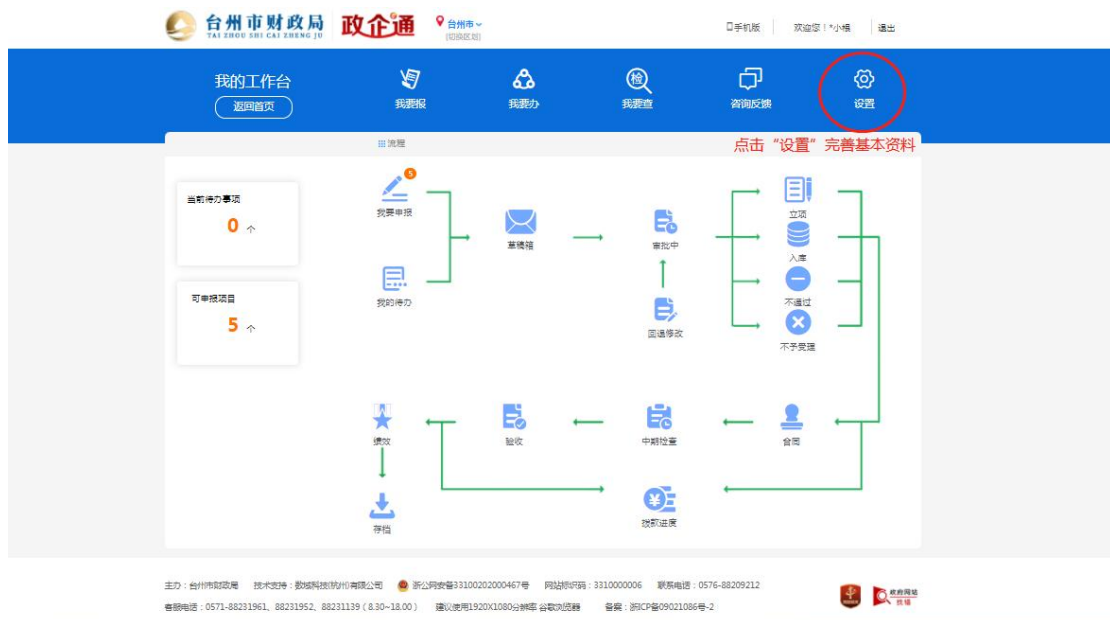 台州市财政局
TAI ZHOU SHI CAI ZHENG JU
政企通
台州市
[切换区划]
手机版
欢迎您！*小根
退出
我的工作台
返回首页
我要报
我要办
我要查
咨询反馈
设置
流程
点击“设置”完善基本资料
当前待办事项
0 个
可申报项目
5 个
5
我要申报
我的待办
草稿箱
审批中
回退修改
立项
入库
不通过
不予受理
绩效
验收
中期检查
合同
存档
拨款进度
主办：台州市财政局 技术支持：数域科技(杭州)有限公司 浙公网安备33100202000467号 网站标识码：3310000006 联系电话：0576-88209212
客服电话：0571-88231961、88231952、88231139（8.30~18.00） 建议使用1920X1080分辨率 谷歌浏览器 备案：浙ICP备09021086号-2
政府网站
找错